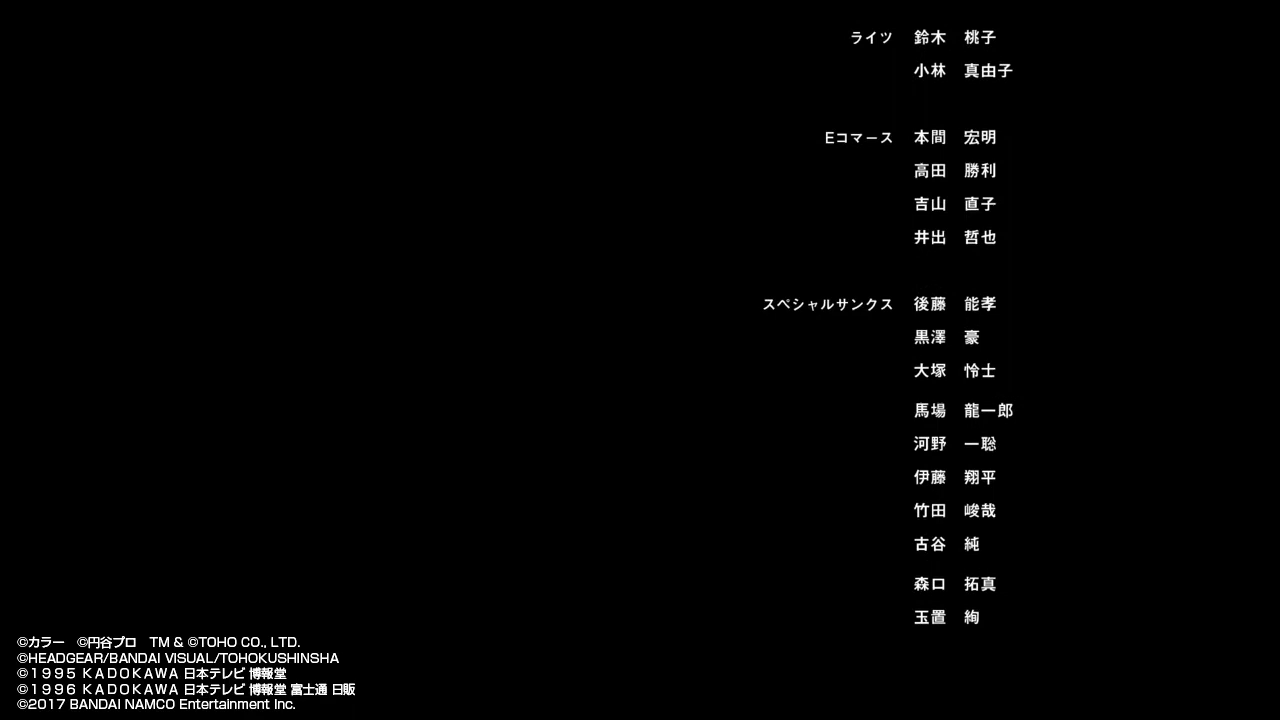 ライツ 鈴木 桃子
小林 真由子
Eコマース 本間 宏明
高田 勝利
吉山 直子
井出 哲也
スペシャルサンクス 後藤 能孝
黒澤 豪
大塚 怜士
馬場 龍一郎
河野 一聡
伊藤 翔平
竹田 峻哉
古谷 純
森口 拓真
玉置 絢
©カラー ©円谷プロ TM & ©TOHO CO., LTD.
©HEADGEAR/BANDAI VISUAL/TOHOKUSHINSHA
©1995 KADOKAWA 日本テレビ 博報堂
©1996 KADOKAWA 日本テレビ 博報堂 富士通 日販
©2017 BANDAI NAMCO Entertainment Inc.